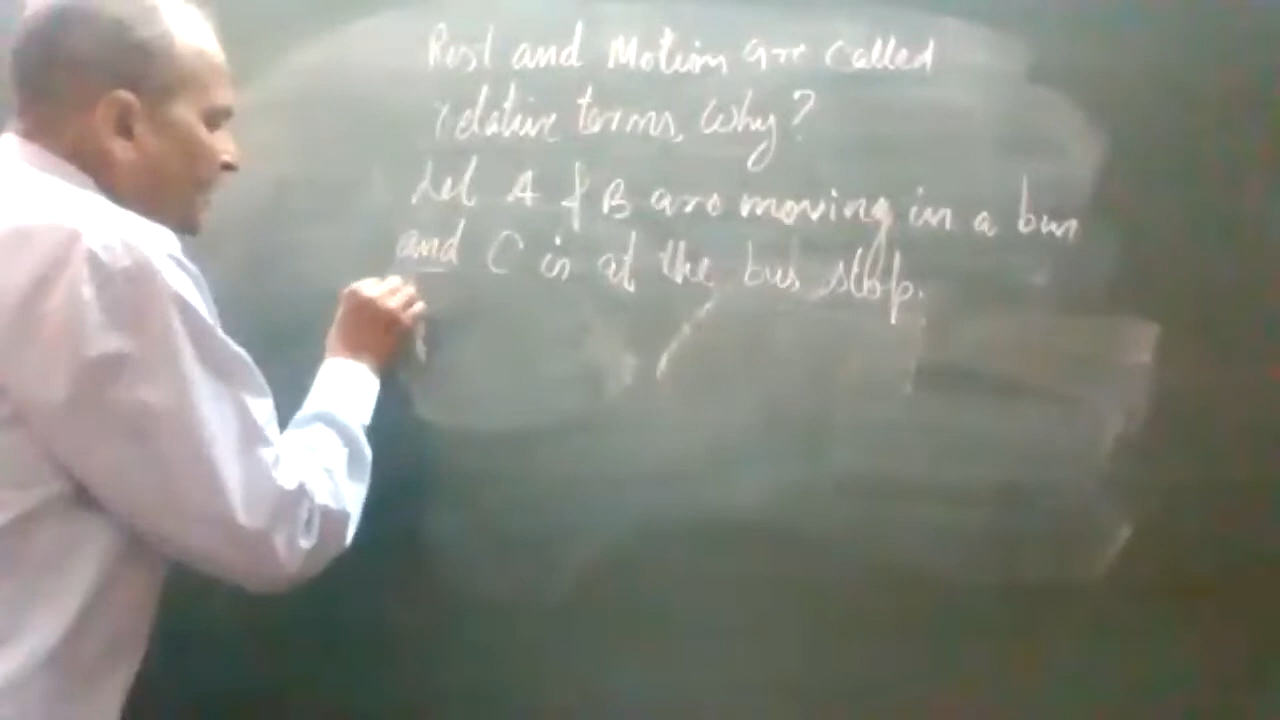 Rest and Motion are called
relative terms, Why?
Let A & B are moving in a bus
and C is at the bus stop.